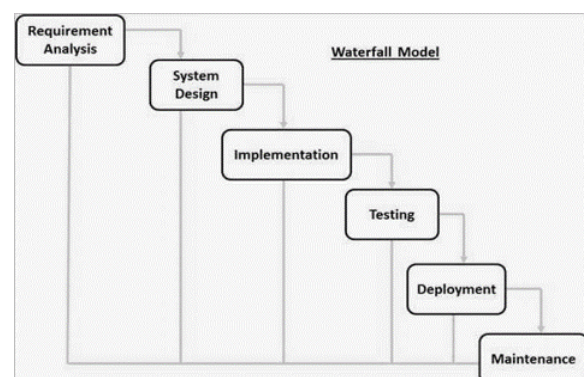 Requirement
Analysis
Waterfall Model
System
Design
Implementation
Testing
Deployment
Maintenance